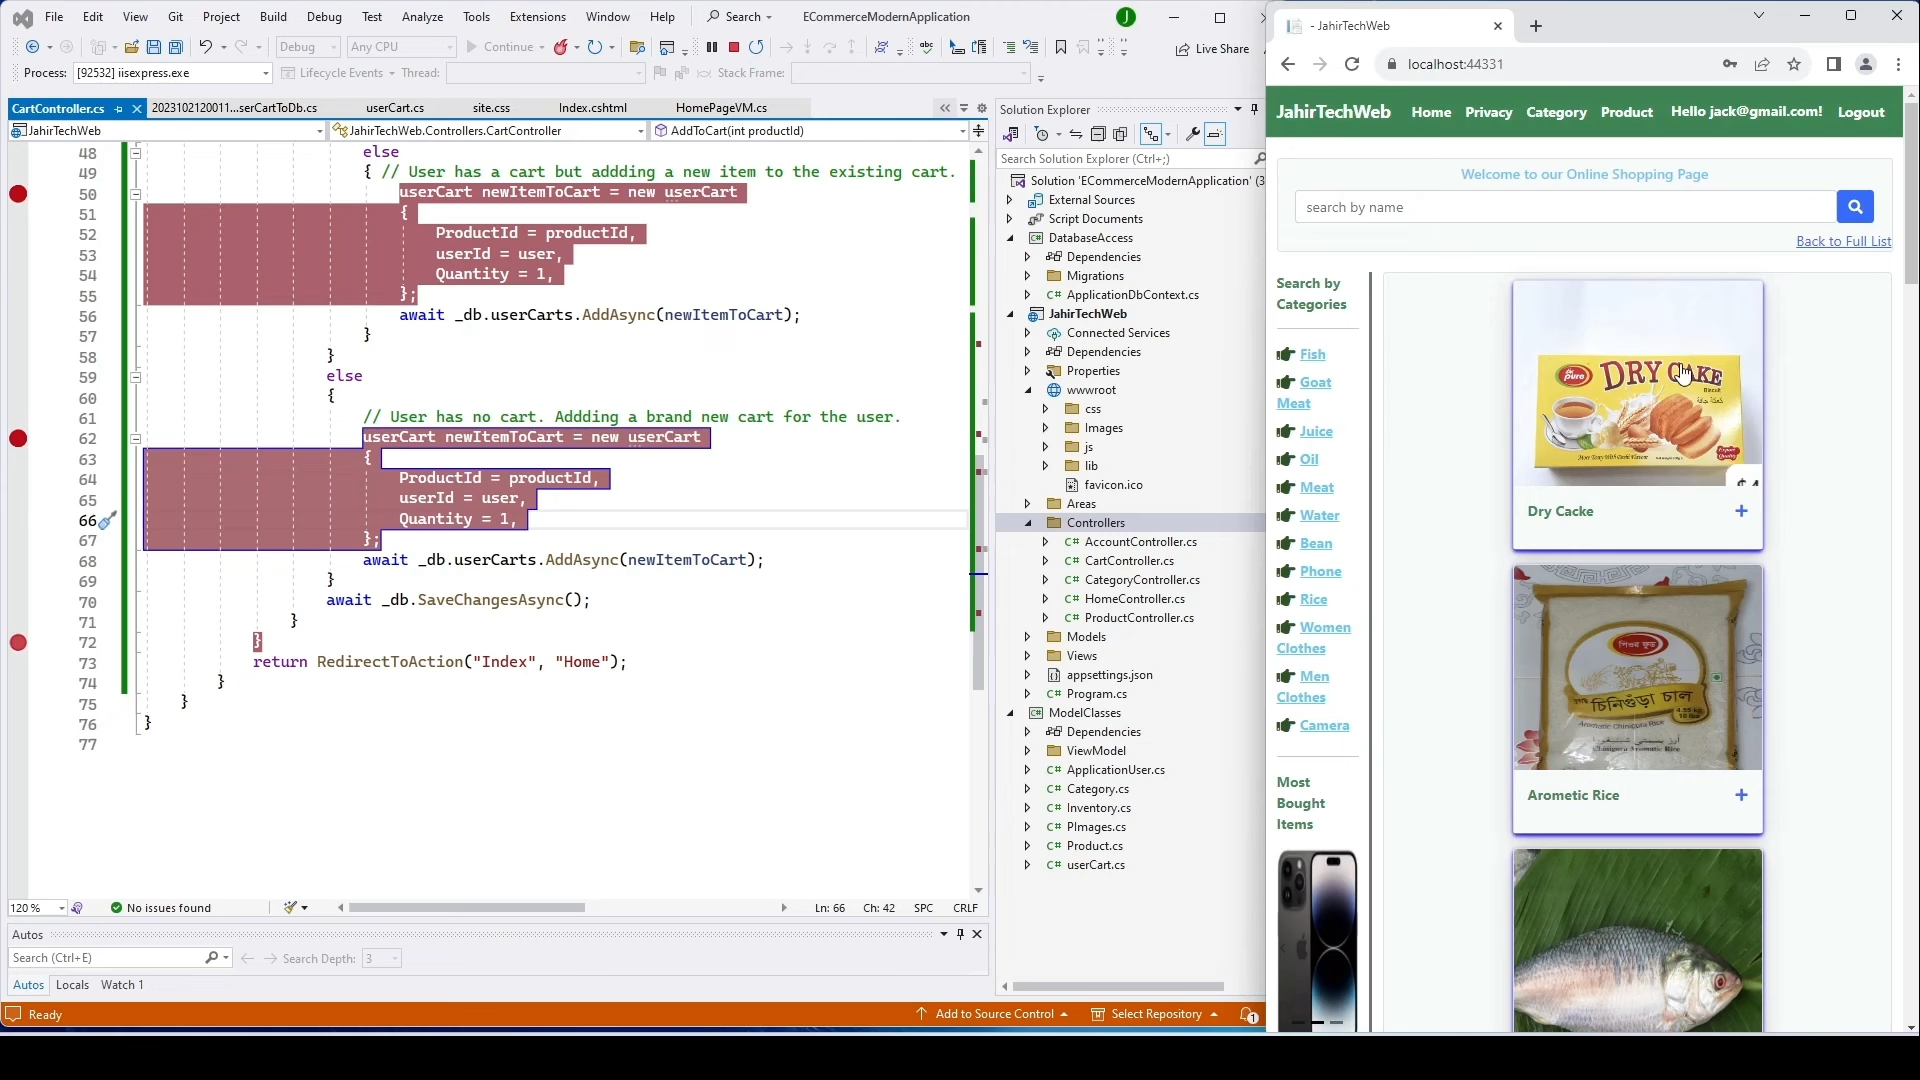 File Edit View Git Project Build Debug Test Analyze Tools Extensions Window Help Search ECommerceModernApplication J
Debug Any CPU Continue Live Share
Process: [92532] iisexpress.exe Lifecycle Events Thread: Stack Frame:
CartController.cs 2023102120011...serCartToDb.cs userCart.cs site.css Index.cshtml HomePageVM.cs
JahirTechWeb JahirTechWeb.Controllers.CartController AddToCart(int productId)
48 else
49 { // User has a cart but addding a new item to the existing cart.
50 userCart newItemToCart = new userCart
51 {
52 ProductId = productId,
53 userId = user,
54 Quantity = 1,
55 };
56 await _db.userCarts.AddAsync(newItemToCart);
57 }
58 }
59 else
60 {
61 // User has no cart. Addding a brand new cart for the user.
62 userCart newItemToCart = new userCart
63 {
64 ProductId = productId,
65 userId = user,
66 Quantity = 1,
67 };
68 await _db.userCarts.AddAsync(newItemToCart);
69 }
70 await _db.SaveChangesAsync();
71 }
72 }
73 return RedirectToAction("Index", "Home");
74 }
75 }
76 }
77
120 % No issues found Ln: 66 Ch: 42 SPC CRLF
Autos
Search (Ctrl+E) Search Depth: 3
Autos Locals Watch 1
Ready Add to Source Control Select Repository 1
Solution Explorer
Search Solution Explorer (Ctrl+;)
Solution 'ECommerceModernApplication' (3
External Sources
Script Documents
DatabaseAccess
Dependencies
Migrations
C# ApplicationDbContext.cs
JahirTechWeb
Connected Services
Dependencies
Properties
wwwroot
css
Images
js
lib
favicon.ico
Areas
Controllers
C# AccountController.cs
C# CartController.cs
C# CategoryController.cs
C# HomeController.cs
C# ProductController.cs
Models
Views
appsettings.json
C# Program.cs
ModelClasses
Dependencies
ViewModel
C# ApplicationUser.cs
C# Category.cs
C# Inventory.cs
C# PImages.cs
C# Product.cs
C# userCart.cs
- JahirTechWeb
localhost:44331
JahirTechWeb Home Privacy Category Product Hello jack@gmail.com! Logout
Welcome to our Online Shopping Page
search by name
Back to Full List
Search by
Categories
Fish
Goat
Meat
Juice
Oil
Meat
Water
Bean
Phone
Rice
Women
Clothes
Men
Clothes
Camera
Most
Bought
Items
pure DRY CAKE
Biscuit
Dry Cacke +
শিওর ফুড
চিনিগুঁড়া চাল
Aromatic Chinigura Rice
Arometic Rice +